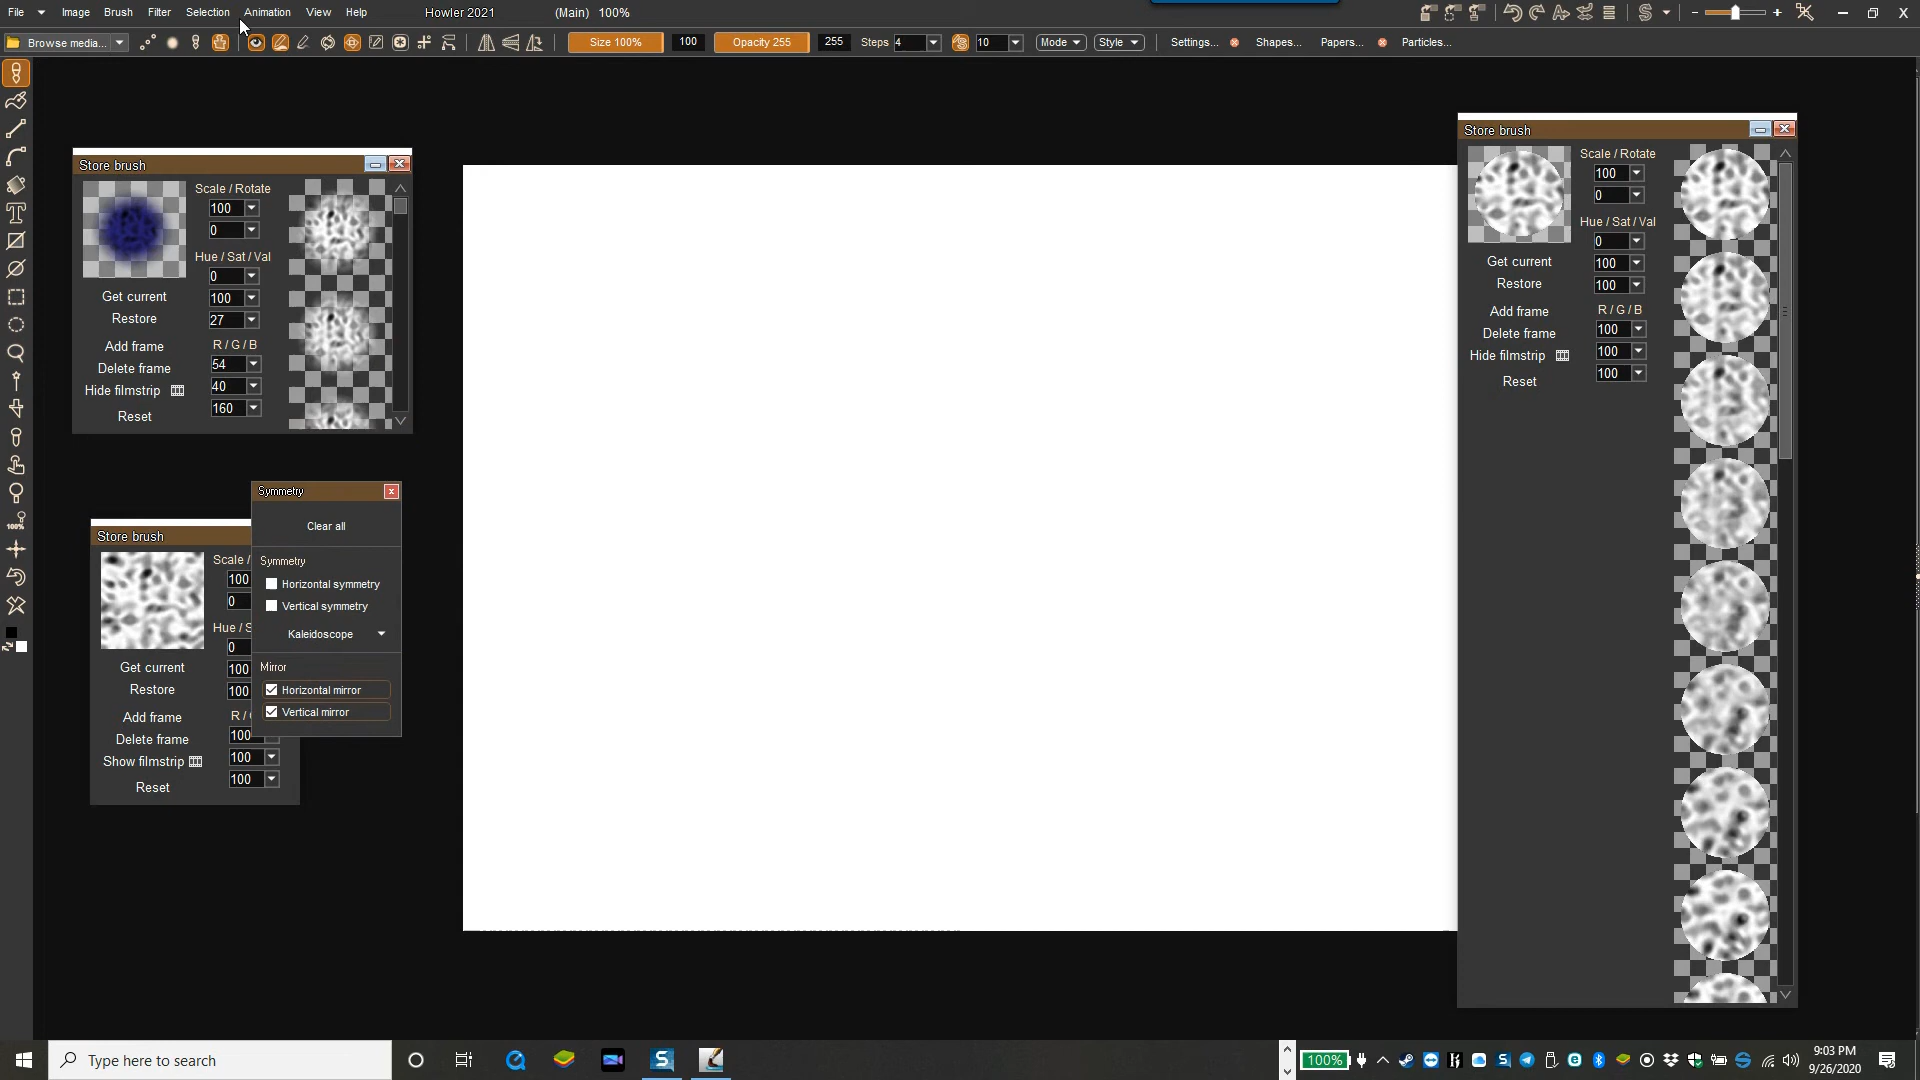 File Image Brush Filter Selection Animation View Help Howler 2021 (Main) 100%
Browse media... Size 100% 100 Opacity 255 255 Steps 4 10 Mode Style Settings... Shapes... Papers... Particles...
Store brush
Scale / Rotate
100
0
Hue / Sat / Val
0
Get current
100
Restore
27
Add frame
R / G / B
Delete frame
54
Hide filmstrip
40
Reset
160
Store brush
Scale /
100
0
Hue / S
0
Get current
100
Restore
100
Add frame
R / 
Delete frame
100
Show filmstrip
100
Reset
100
Symmetry
Clear all
Symmetry
Horizontal symmetry
Vertical symmetry
Kaleidoscope
Mirror
Horizontal mirror
Vertical mirror
Store brush
Scale / Rotate
100
0
Hue / Sat / Val
0
Get current
100
Restore
100
Add frame
R / G / B
Delete frame
100
Hide filmstrip
100
Reset
100
100%
Type here to search
100%
9:03 PM
9/26/2020